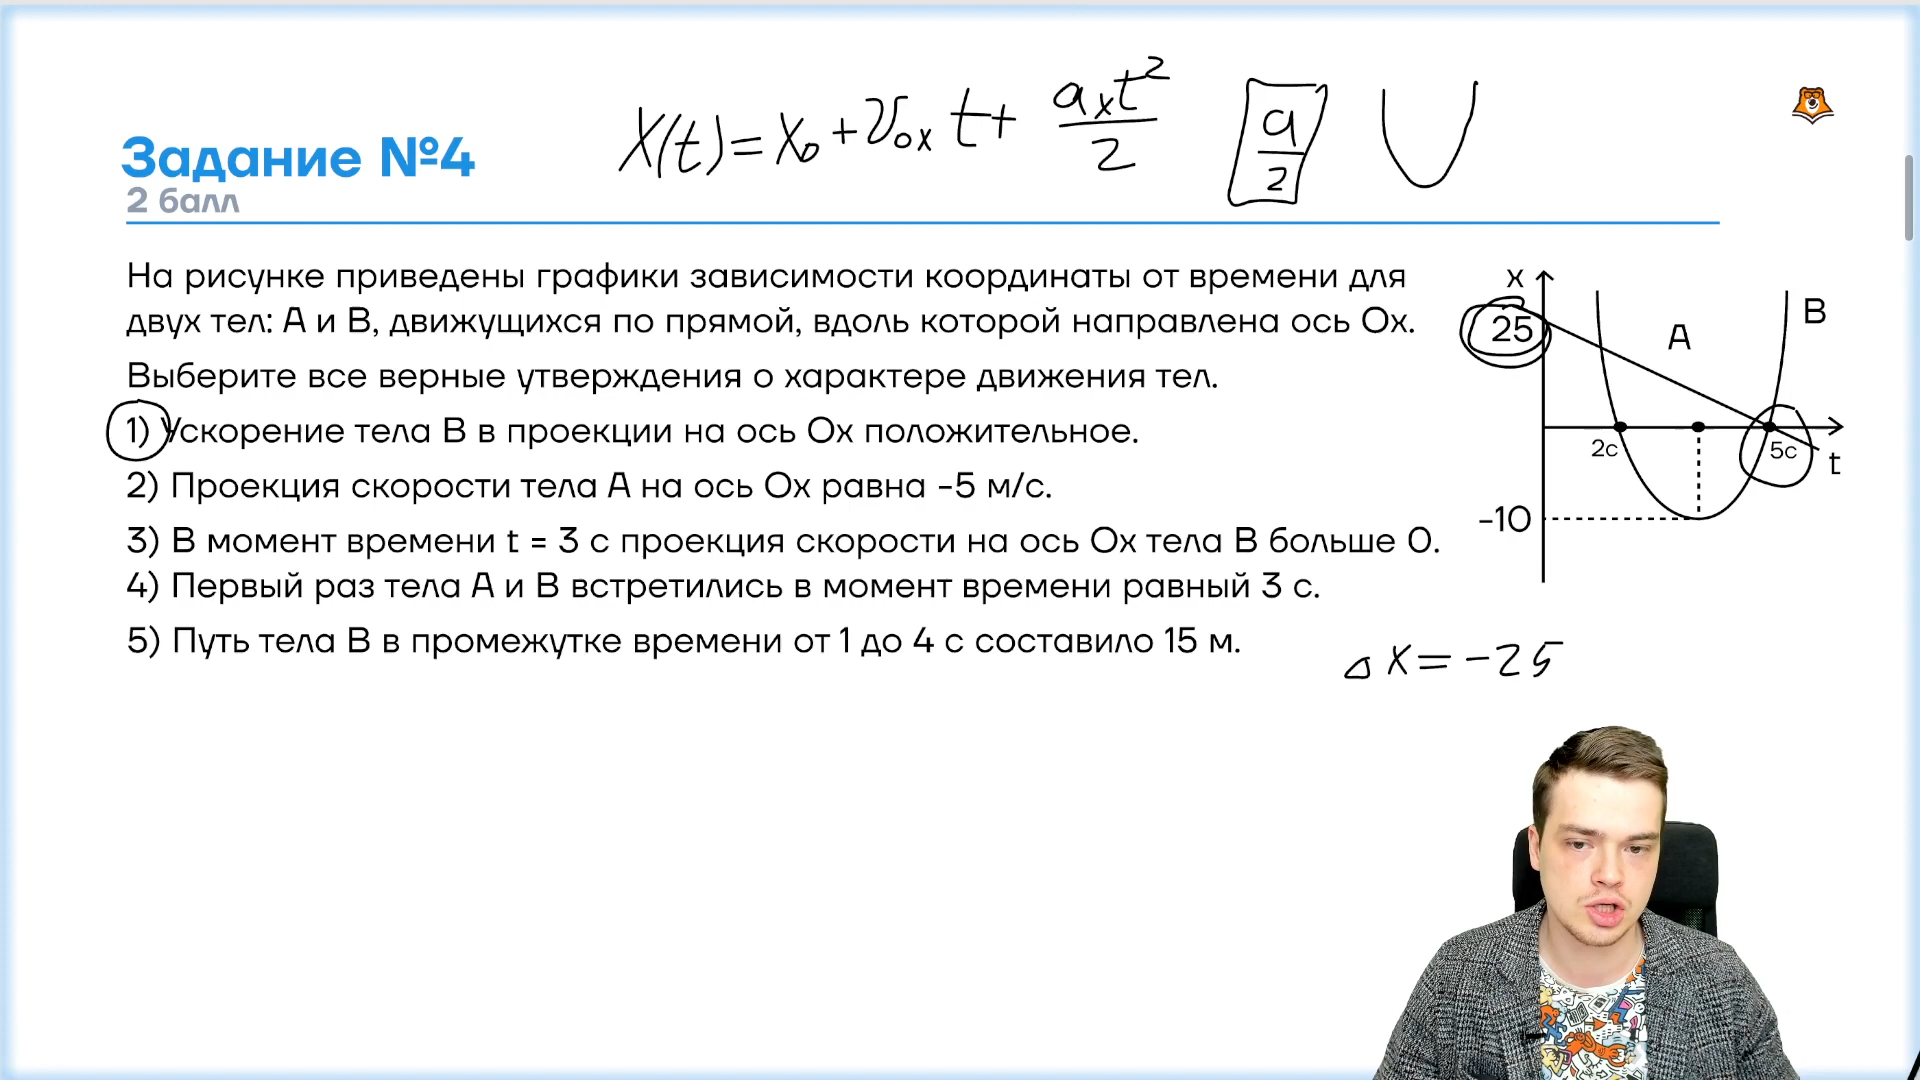 X(t)=X₀+V₀ₓt+aₓt²/2
a/2
Задание №4
2 балл
На рисунке приведены графики зависимости координаты от времени для
двух тел: А и В, движущихся по прямой, вдоль которой направлена ось Ох.
Выберите все верные утверждения о характере движения тел.
1) Ускорение тела В в проекции на ось Ох положительное.
2) Проекция скорости тела А на ось Ох равна -5 м/с.
3) В момент времени t = 3 с проекция скорости на ось Ох тела В больше 0.
4) Первый раз тела А и В встретились в момент времени равный 3 с.
5) Путь тела В в промежутке времени от 1 до 4 с составило 15 м.
x
25
A
B
2c
5c
t
-10
△x=-25